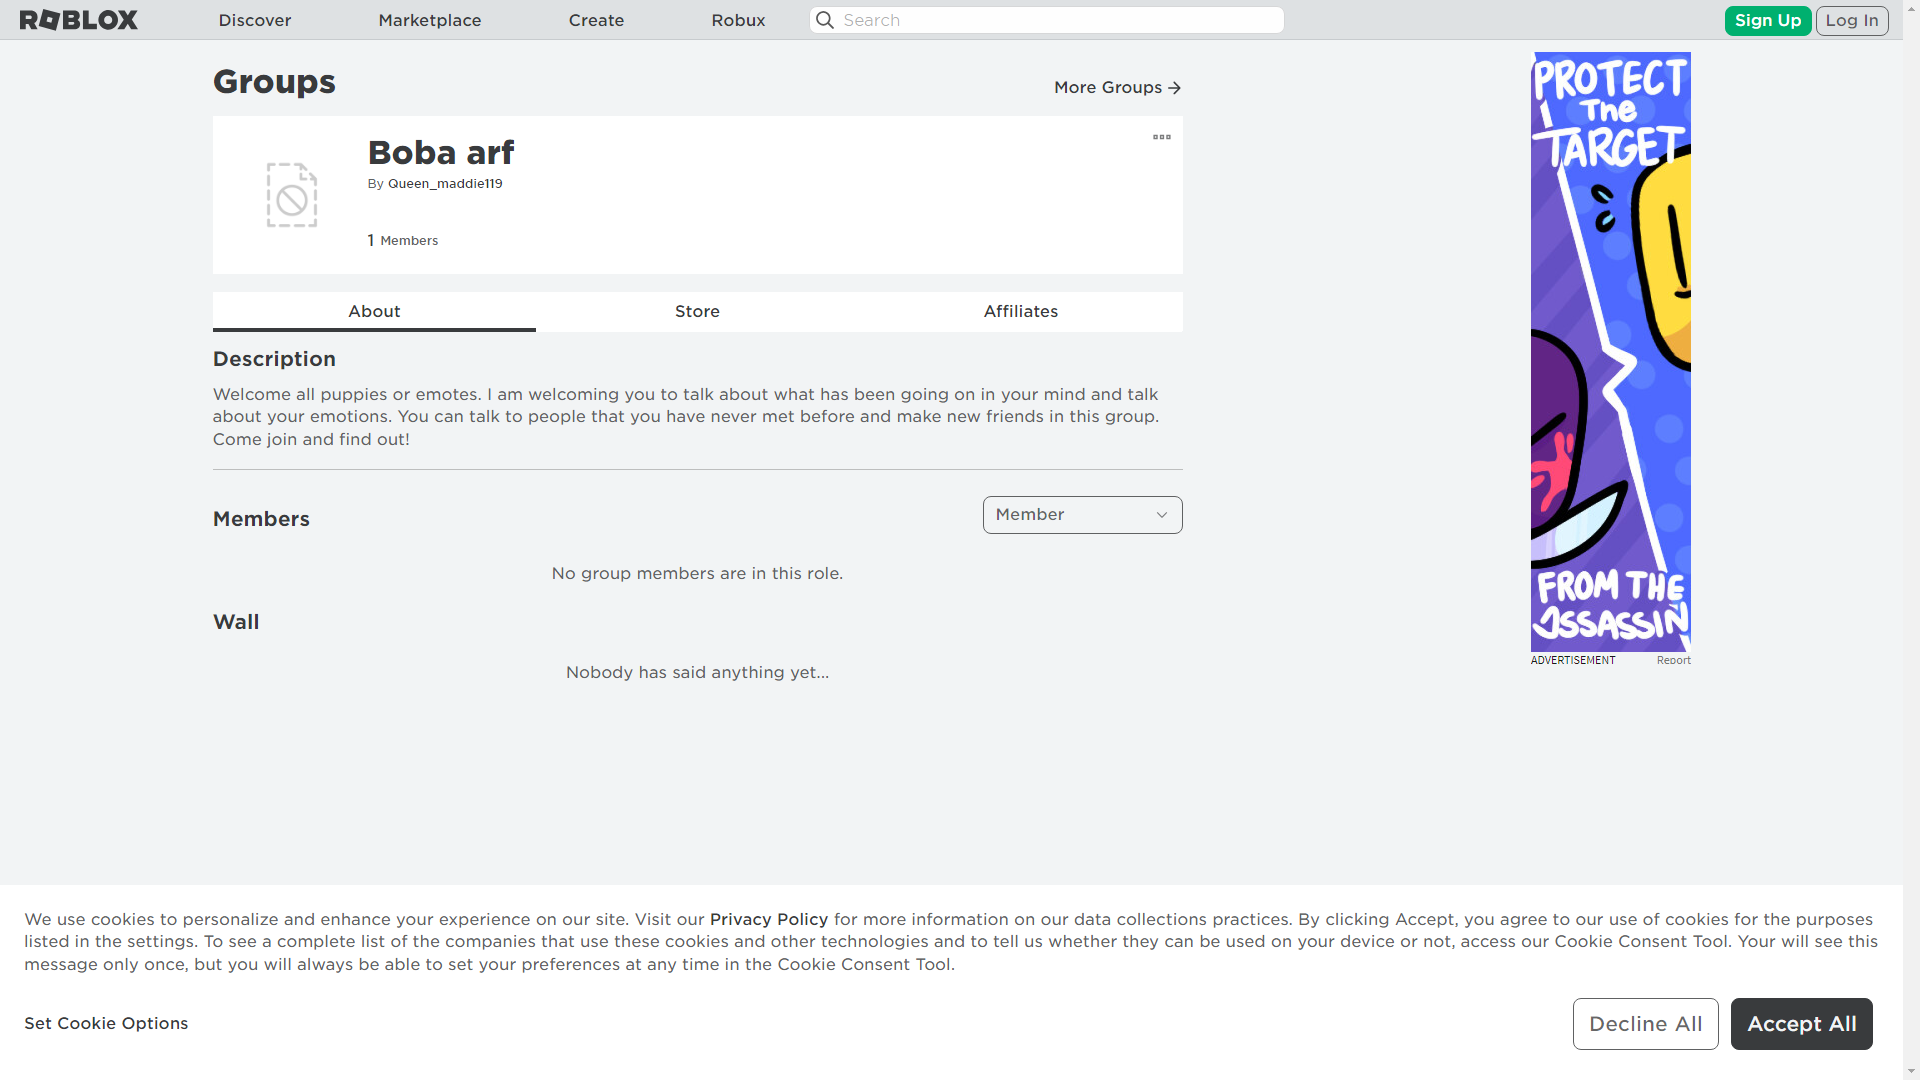 ROBLOX
Discover
Marketplace
Create
Robux
Search
Sign Up
Log In
Groups
More Groups
Boba arf
By Queen_maddie119
1 Members
About
Store
Affiliates
Description
Welcome all puppies or emotes. I am welcoming you to talk about what has been going on in your mind and talk
about your emotions. You can talk to people that you have never met before and make new friends in this group.
Come join and find out!
Members
Member
No group members are in this role.
Wall
Nobody has said anything yet...
PROTECT
The
TARGET
FROM THE
ASSASSIN
ADVERTISEMENT
Report
We use cookies to personalize and enhance your experience on our site. Visit our Privacy Policy for more information on our data collections practices. By clicking Accept, you agree to our use of cookies for the purposes
listed in the settings. To see a complete list of the companies that use these cookies and other technologies and to tell us whether they can be used on your device or not, access our Cookie Consent Tool. Your will see this
message only once, but you will always be able to set your preferences at any time in the Cookie Consent Tool.
Set Cookie Options
Decline All
Accept All